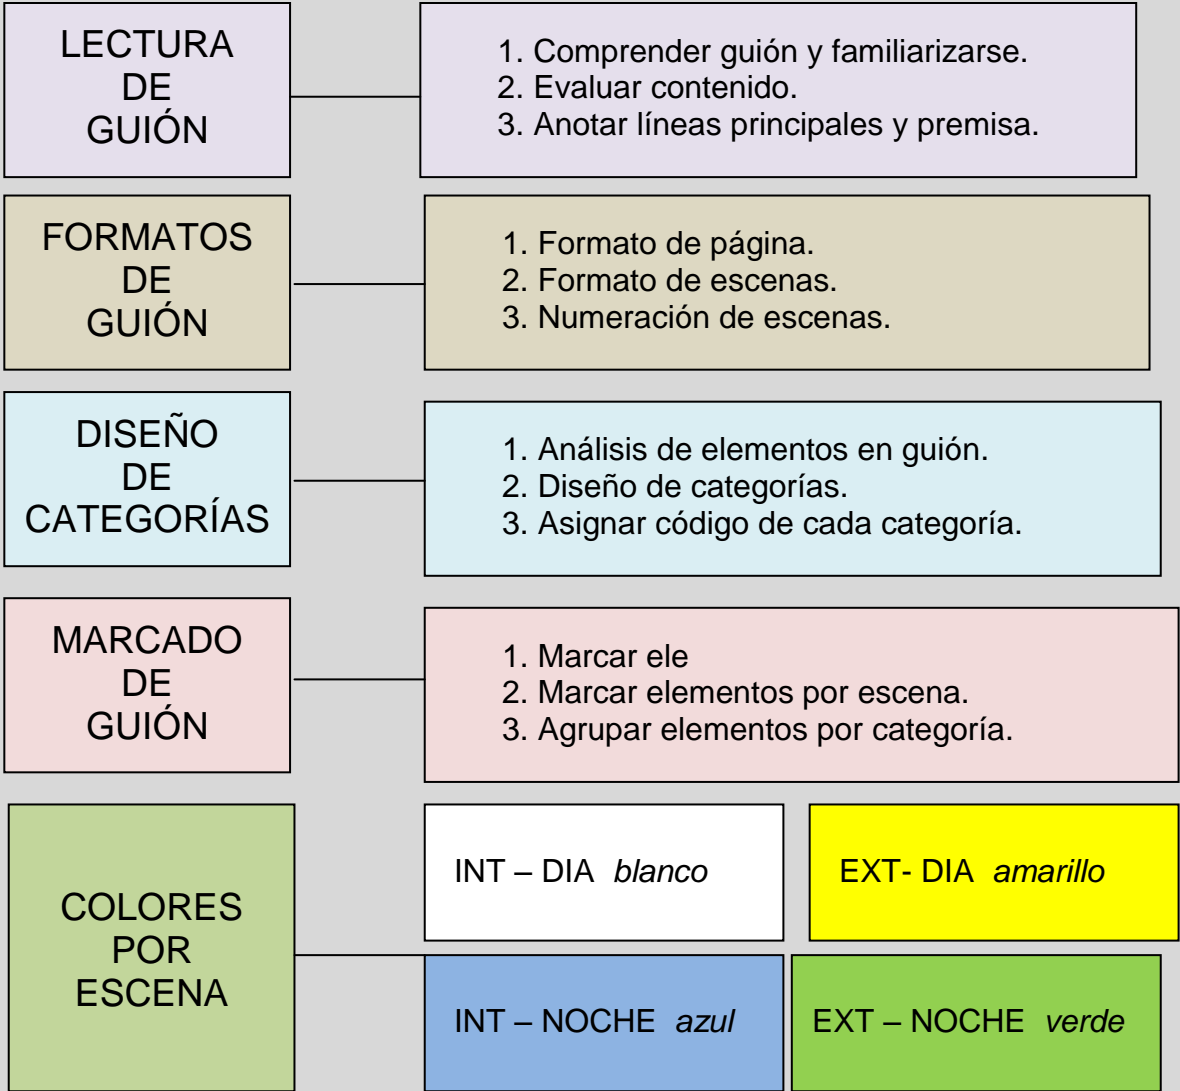 LECTURA
DE
GUIÓN
1. Comprender guión y familiarizarse.
2. Evaluar contenido.
3. Anotar líneas principales y premisa.
FORMATOS
DE
GUIÓN
1. Formato de página.
2. Formato de escenas.
3. Numeración de escenas.
DISEÑO
DE
CATEGORÍAS
1. Análisis de elementos en guión.
2. Diseño de categorías.
3. Asignar código de cada categoría.
MARCADO
DE
GUIÓN
1. Marcar ele
2. Marcar elementos por escena.
3. Agrupar elementos por categoría.
COLORES
POR
ESCENA
INT – DIA blanco
EXT- DIA amarillo
INT – NOCHE azul
EXT – NOCHE verde